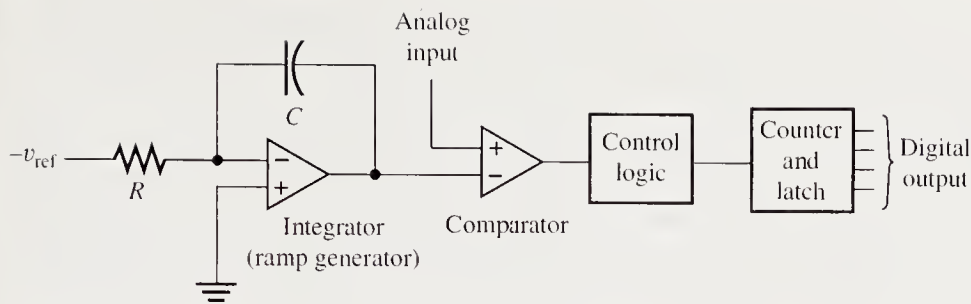 Analog
input
C
−v_ref
R
−
+
+
−
Integrator
(ramp generator)
Comparator
Control
logic
Counter
and
latch
Digital
output